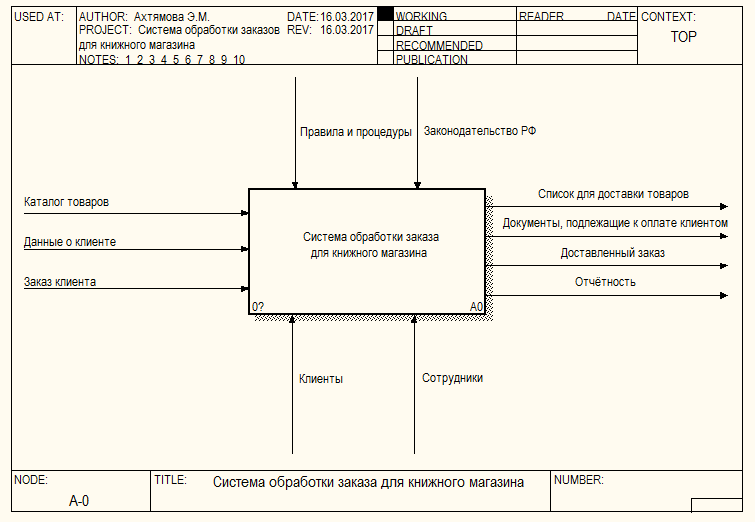 USED AT:
AUTHOR: Ахтямова Э.М.
DATE: 16.03.2017
PROJECT: Система обработки заказов
для книжного магазина
REV: 16.03.2017
NOTES: 1 2 3 4 5 6 7 8 9 10
WORKING
DRAFT
RECOMMENDED
PUBLICATION
READER
DATE
CONTEXT:
TOP
Правила и процедуры
Законодательство РФ
Каталог товаров
Данные о клиенте
Заказ клиента
Система обработки заказа
для книжного магазина
0?
A0
Список для доставки товаров
Документы, подлежащие к оплате клиентом
Доставленный заказ
Отчётность
Клиенты
Сотрудники
NODE:
A-0
TITLE:
Система обработки заказа для книжного магазина
NUMBER: